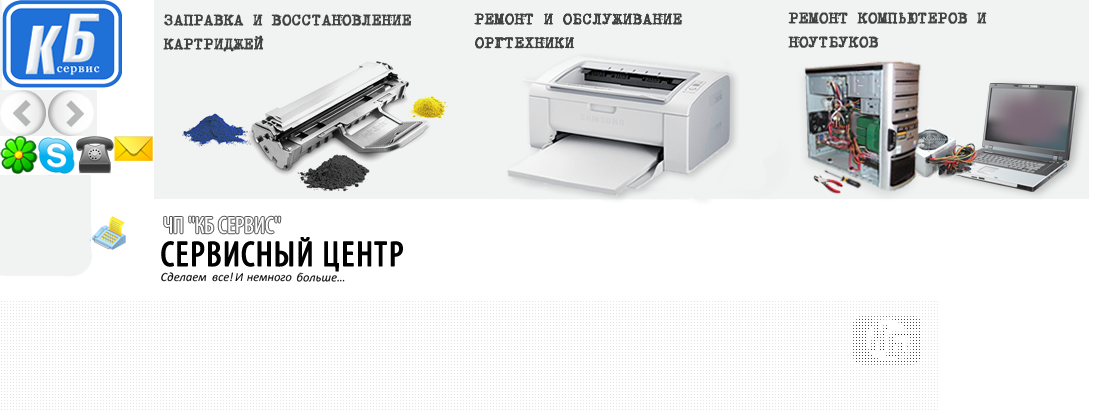 КБ
сервис
ЗАПРАВКА И ВОССТАНОВЛЕНИЕ
КАРТРИДЖЕЙ
РЕМОНТ И ОБСЛУЖИВАНИЕ
ОРГТЕХНИКИ
РЕМОНТ КОМПЬЮТЕРОВ И
НОУТБУКОВ
SAMSUNG
ЧП "КБ СЕРВИС"
СЕРВИСНЫЙ ЦЕНТР
Сделаем все! И немного больше...